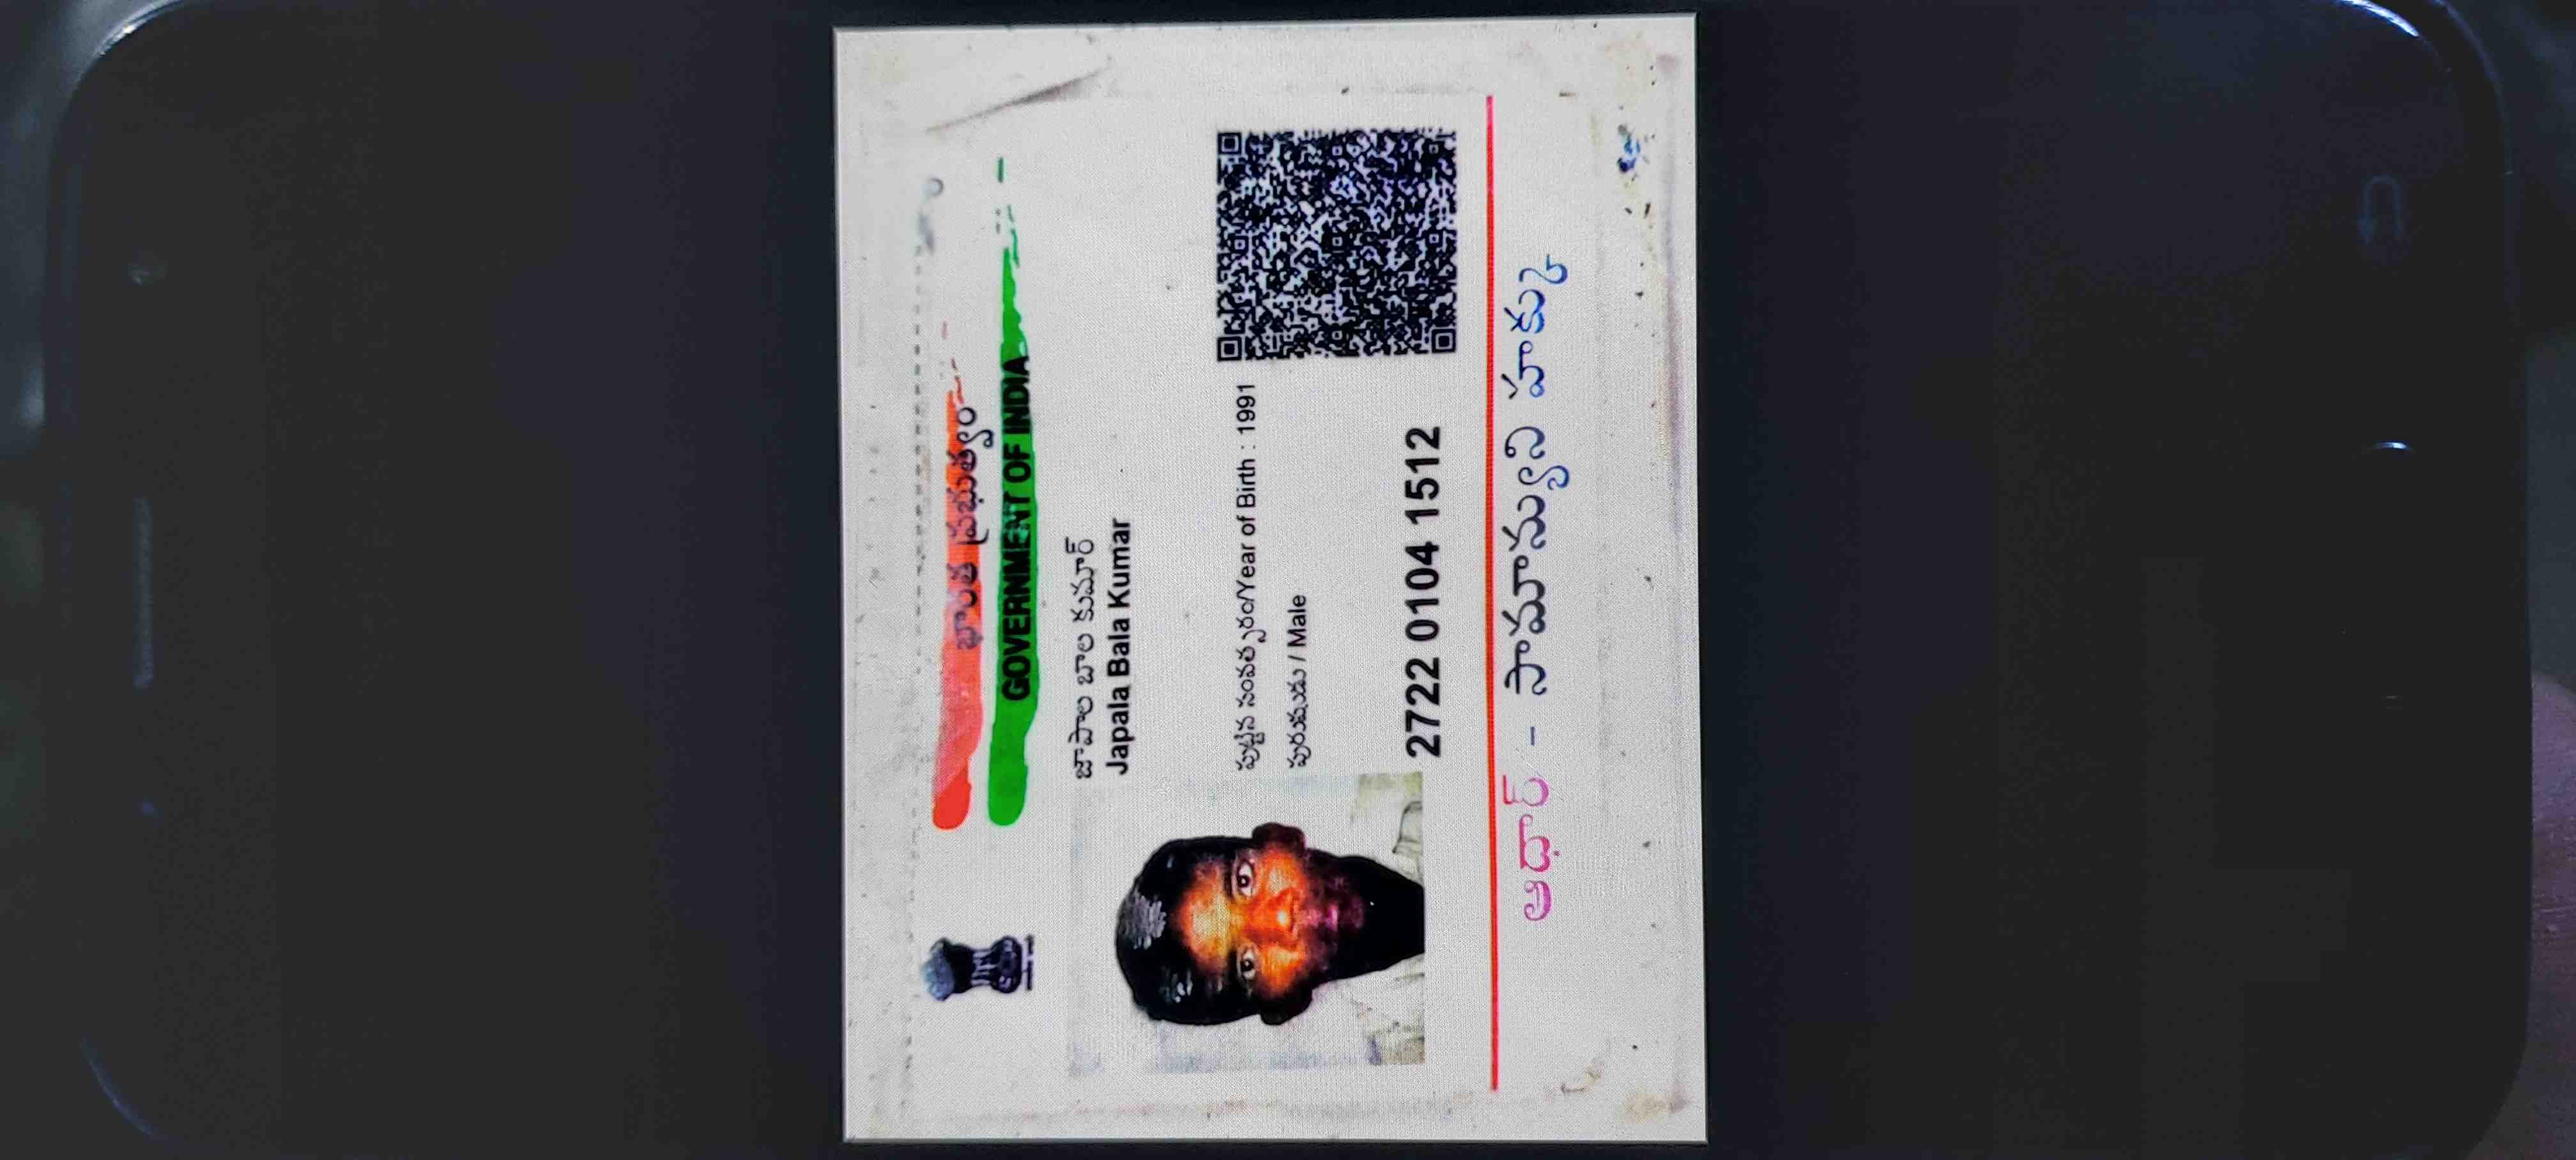 భారత ప్రభుత్వం
GOVERNMENT OF INDIA
జాపాల బాల కుమార్
Japala Bala Kumar
పుట్టిన సంవత్సరం/Year of Birth : 1991
పురుషుడు / Male
2722 0104 1512
ఆధార్ - సామాన్యుని హక్కు